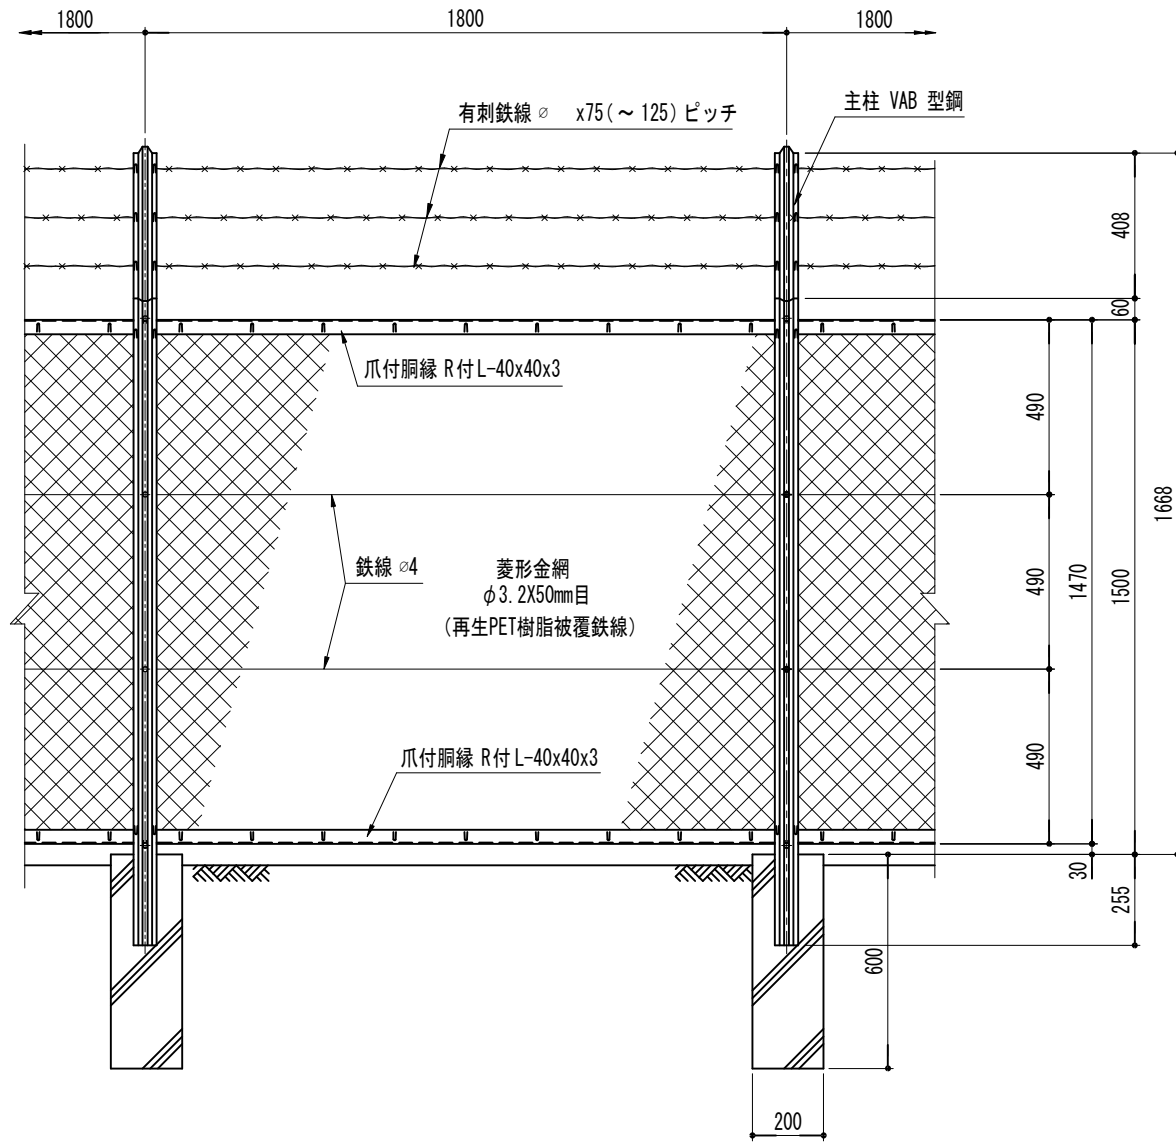 1800
1800
1800
有刺鉄線 ⌀ x75(～125)ピッチ
主柱 VAB 型鋼
408
60
爪付胴縁 R付L-40x40x3
490
1668
鉄線 ⌀4
菱形金網
φ3.2X50mm目
(再生PET樹脂被覆鉄線)
490
1470
1500
爪付胴縁 R付L-40x40x3
490
30
255
600
200